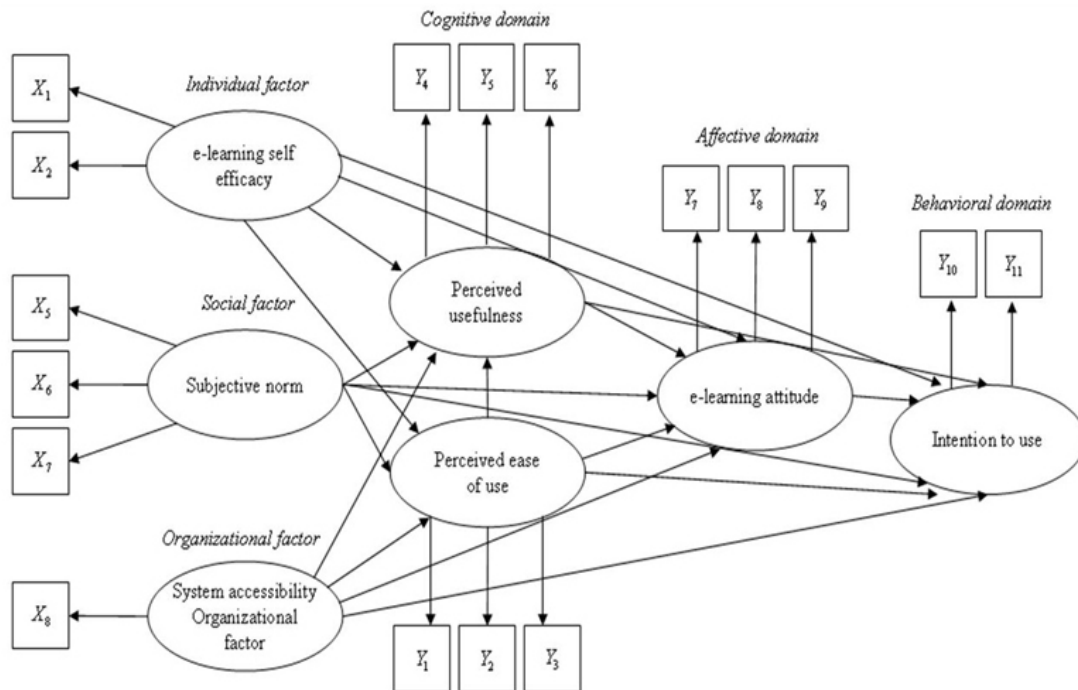 Cognitive domain
Y₄
Y₅
Y₆
Individual factor
X₁
X₂
e-learning self
efficacy
Affective domain
Y₇
Y₈
Y₉
Behavioral domain
Y₁₀
Y₁₁
Social factor
X₅
X₆
X₇
Subjective norm
Perceived
usefulness
e-learning attitude
Intention to use
Perceived ease
of use
Organizational factor
X₈
System accessibility
Organizational
factor
Y₁
Y₂
Y₃